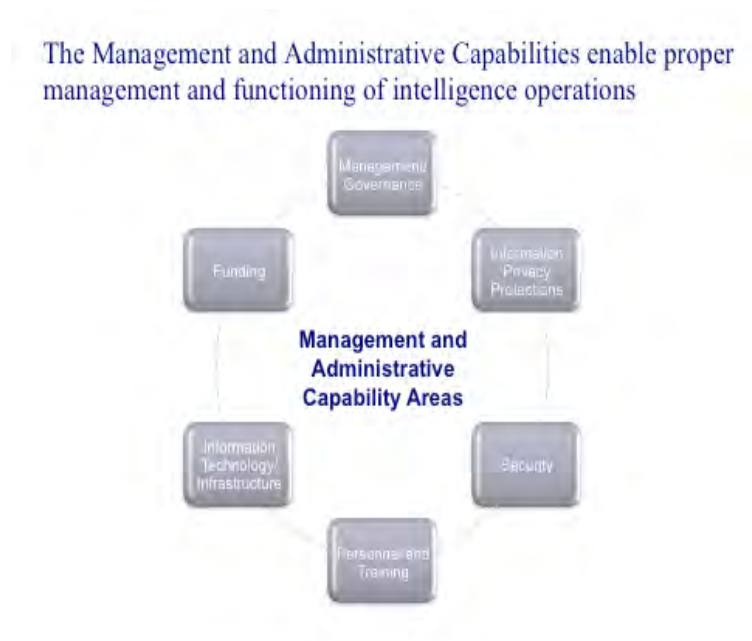 The Management and Administrative Capabilities enable proper
management and functioning of intelligence operations
Management/
Governance
Funding
Information
Privacy
Protections
Management and
Administrative
Capability Areas
Information
Technology/
Infrastructure
Security
Personnel and
Training